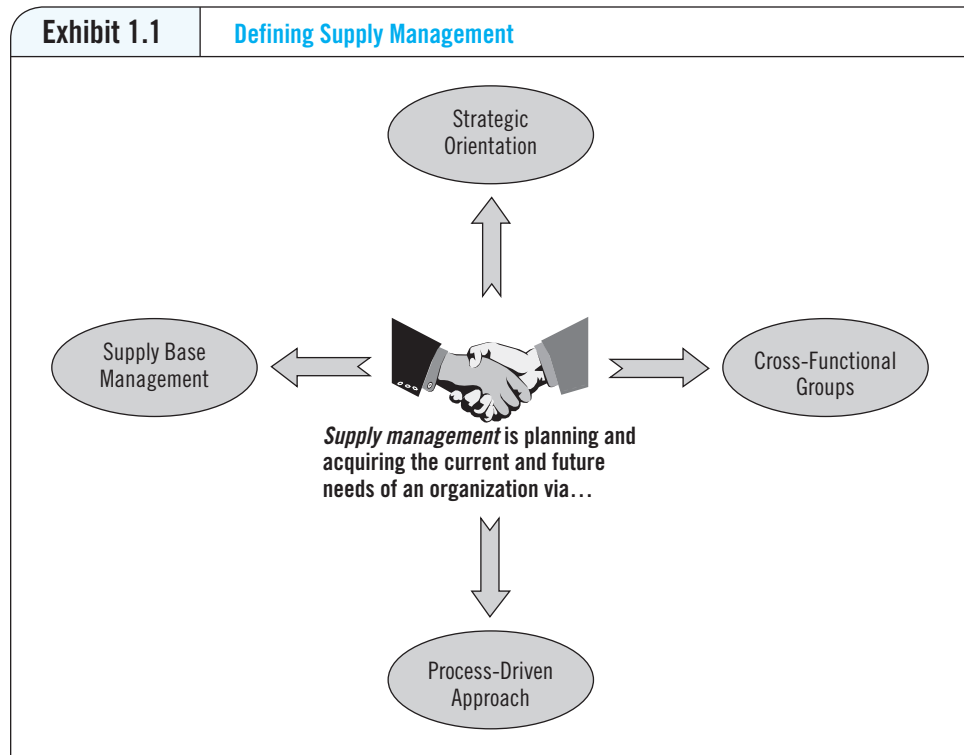 Exhibit 1.1
Defining Supply Management
Strategic
Orientation
Supply Base
Management
Cross-Functional
Groups
Supply management is planning and
acquiring the current and future
needs of an organization via…
Process-Driven
Approach